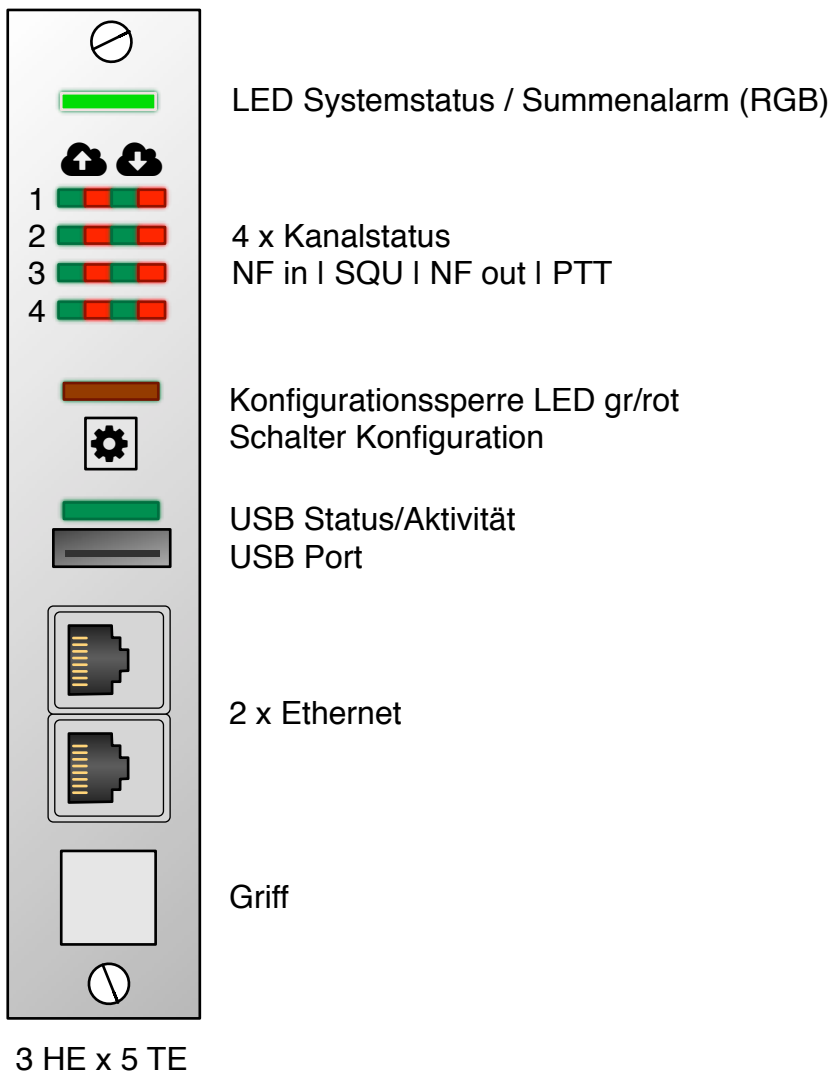 LED Systemstatus / Summenalarm (RGB)
1
2
3
4
4 x Kanalstatus
NF in | SQU | NF out | PTT
Konfigurationssperre LED gr/rot
Schalter Konfiguration
USB Status/Aktivität
USB Port
2 x Ethernet
Griff
3 HE x 5 TE